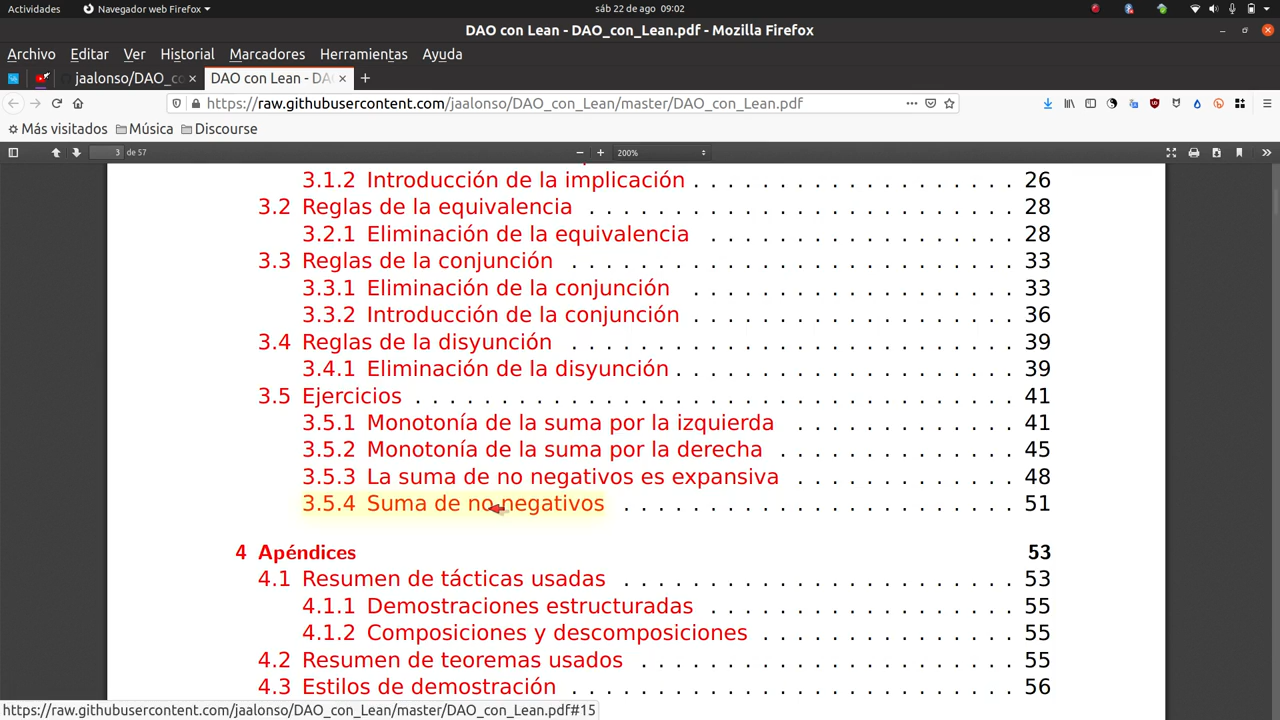 Actividades Navegador web Firefox sáb 22 de ago 09:02
DAO con Lean - DAO_con_Lean.pdf - Mozilla Firefox
Archivo Editar Ver Historial Marcadores Herramientas Ayuda
jaalonso/DAO_co × DAO con Lean - DA × +
https://raw.githubusercontent.com/jaalonso/DAO_con_Lean/master/DAO_con_Lean.pdf
Más visitados Música Discourse
3 de 57 200%
3.1.2 Introducción de la implicación . . . . . . . . . . . . . . . . . . . 26
3.2 Reglas de la equivalencia . . . . . . . . . . . . . . . . . . . . . . . . . 28
3.2.1 Eliminación de la equivalencia . . . . . . . . . . . . . . . . . . 28
3.3 Reglas de la conjunción . . . . . . . . . . . . . . . . . . . . . . . . . . 33
3.3.1 Eliminación de la conjunción . . . . . . . . . . . . . . . . . . . 33
3.3.2 Introducción de la conjunción . . . . . . . . . . . . . . . . . . . 36
3.4 Reglas de la disyunción . . . . . . . . . . . . . . . . . . . . . . . . . . 39
3.4.1 Eliminación de la disyunción . . . . . . . . . . . . . . . . . . . . 39
3.5 Ejercicios . . . . . . . . . . . . . . . . . . . . . . . . . . . . . . . . . . . 41
3.5.1 Monotonía de la suma por la izquierda . . . . . . . . . . . . . 41
3.5.2 Monotonía de la suma por la derecha . . . . . . . . . . . . . . 45
3.5.3 La suma de no negativos es expansiva . . . . . . . . . . . . . 48
3.5.4 Suma de no negativos . . . . . . . . . . . . . . . . . . . . . . . 51
4 Apéndices 53
4.1 Resumen de tácticas usadas . . . . . . . . . . . . . . . . . . . . . . . 53
4.1.1 Demostraciones estructuradas . . . . . . . . . . . . . . . . . . 55
4.1.2 Composiciones y descomposiciones . . . . . . . . . . . . . . . 55
4.2 Resumen de teoremas usados . . . . . . . . . . . . . . . . . . . . . . 55
4.3 Estilos de demostración . . . . . . . . . . . . . . . . . . . . . . . . . . 56
https://raw.githubusercontent.com/jaalonso/DAO_con_Lean/master/DAO_con_Lean.pdf#15